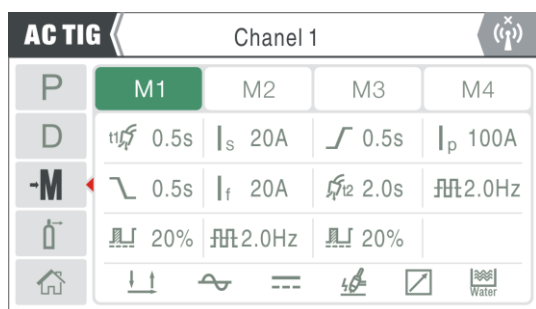 AC TIG Chanel 1
P M1 M2 M3 M4
D t1 0.5s Is 20A 0.5s Ip 100A
M 0.5s If 20A t2 2.0s 2.0Hz
20% 2.0Hz 20%
Water